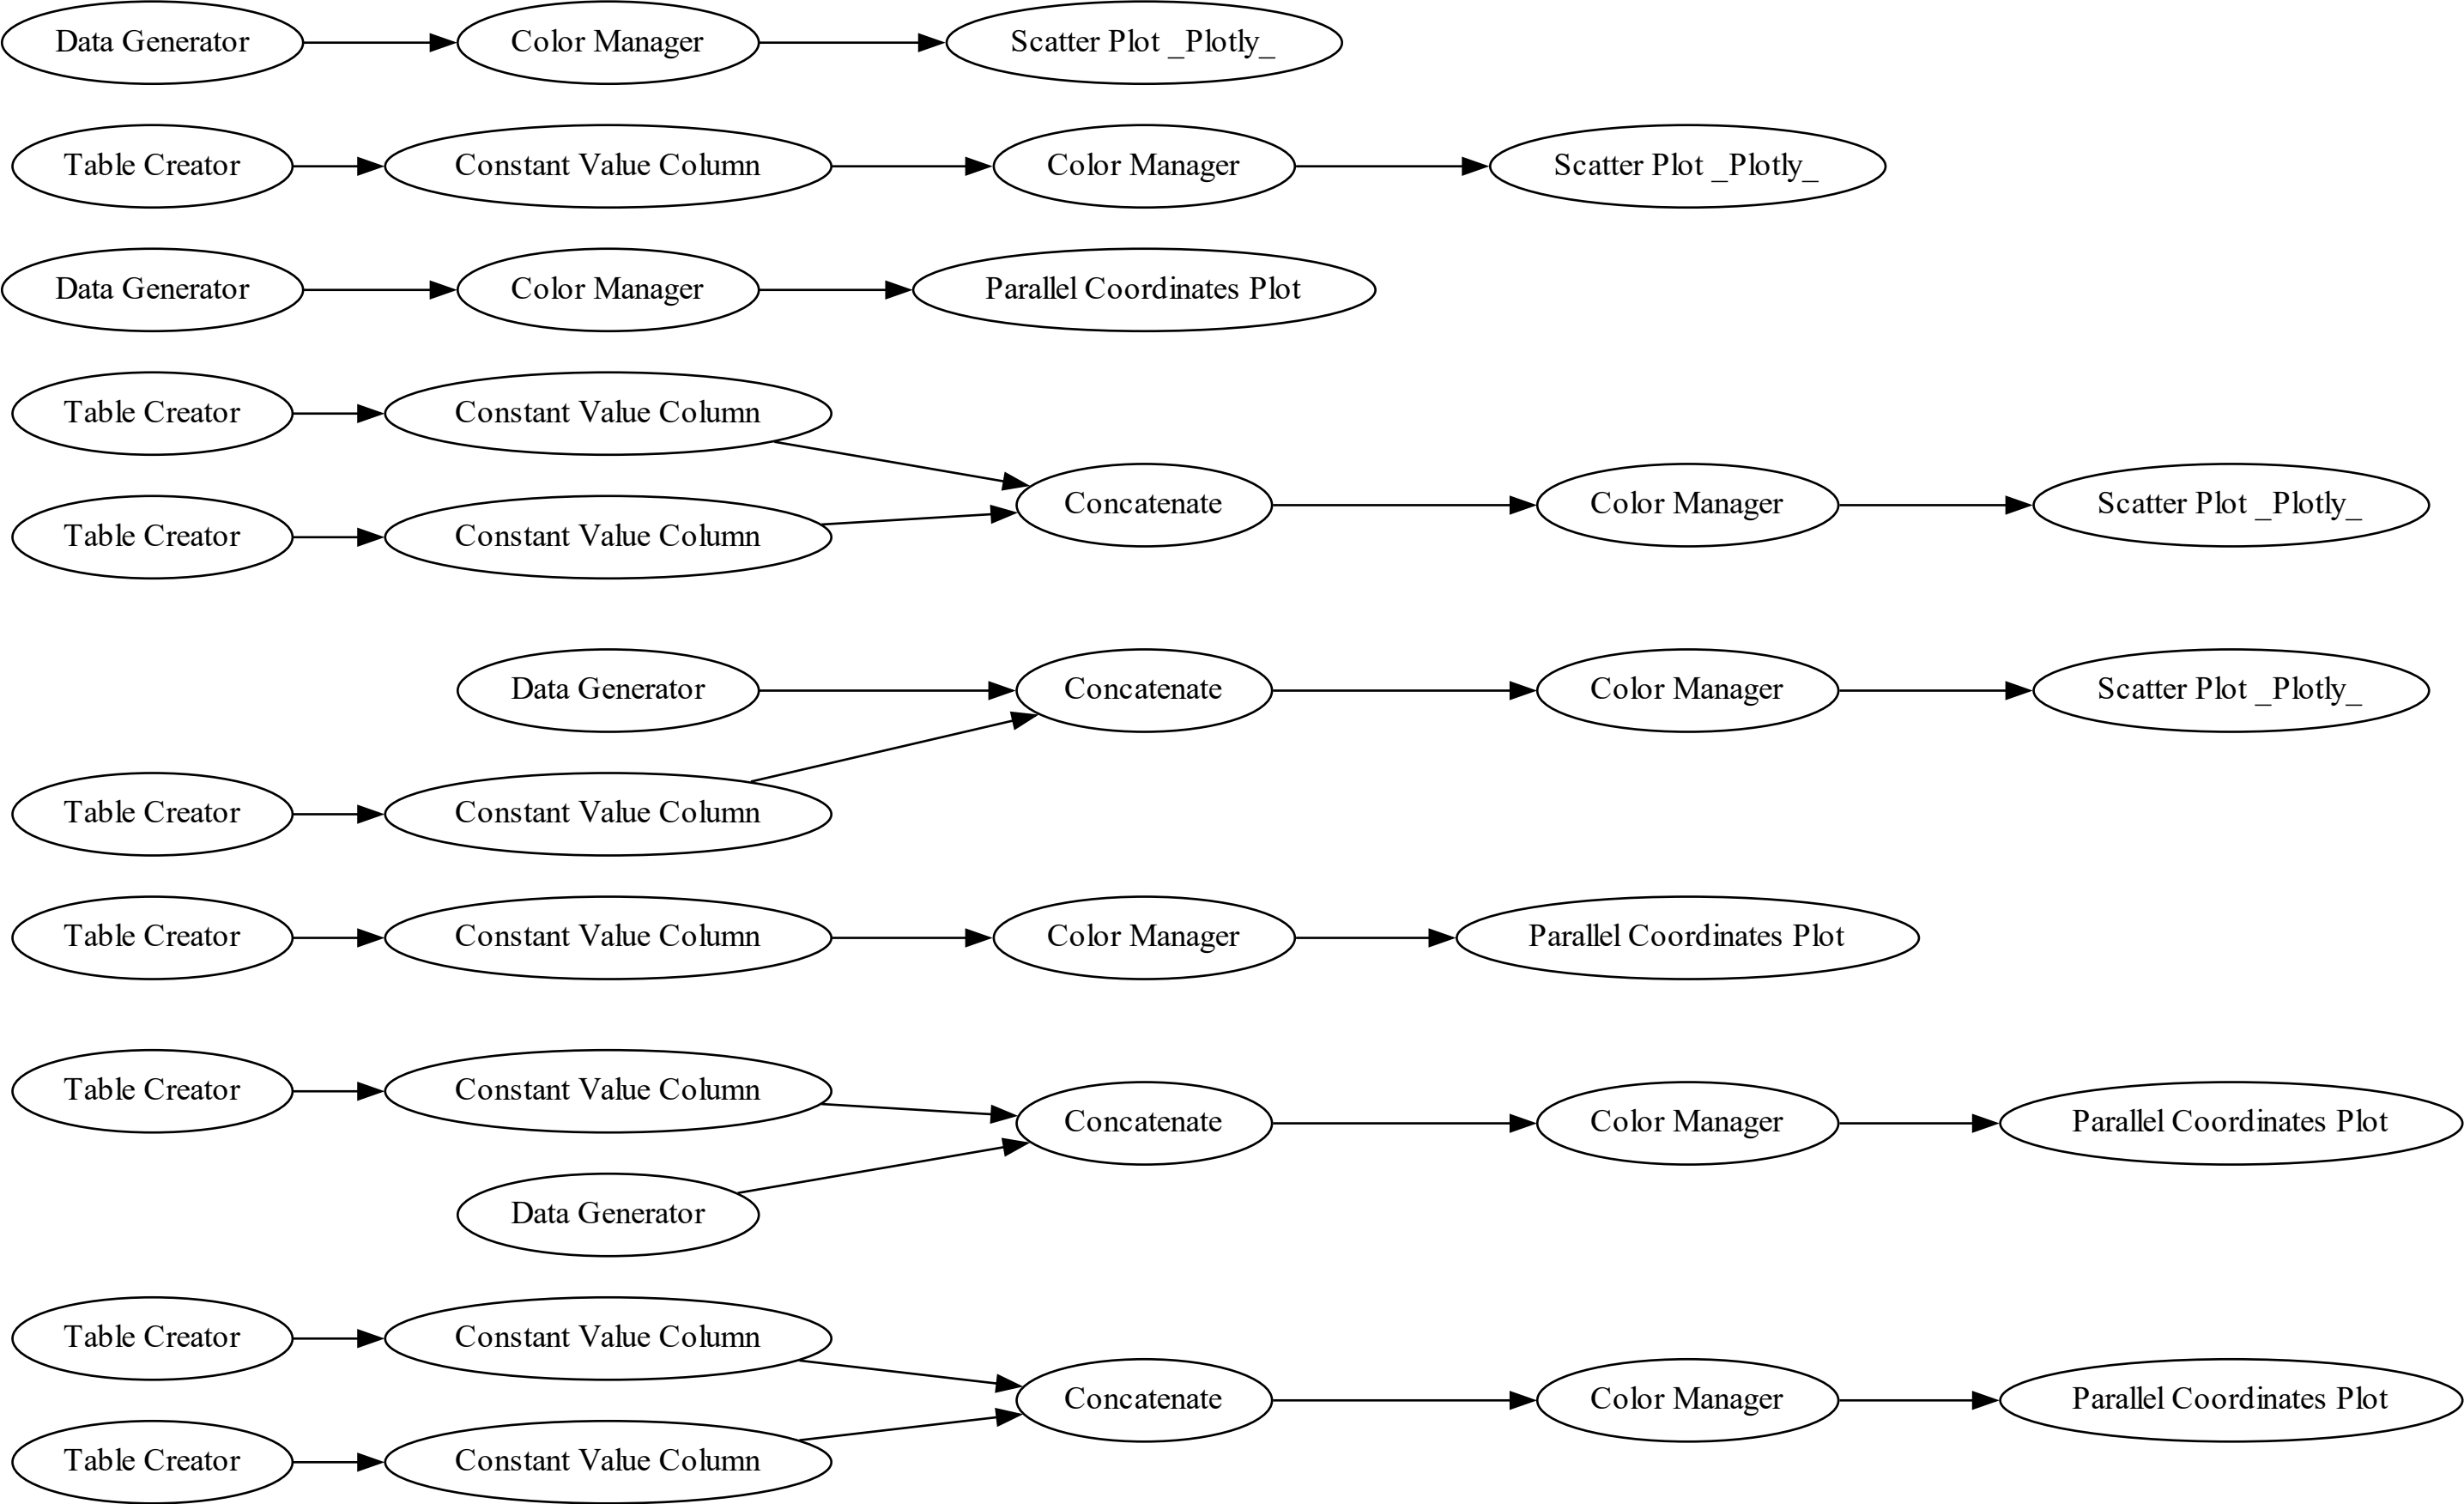 Data Generator
Color Manager
Scatter Plot _Plotly_
Table Creator
Constant Value Column
Color Manager
Scatter Plot _Plotly_
Data Generator
Color Manager
Parallel Coordinates Plot
Table Creator
Constant Value Column
Table Creator
Constant Value Column
Concatenate
Color Manager
Scatter Plot _Plotly_
Data Generator
Concatenate
Color Manager
Scatter Plot _Plotly_
Table Creator
Constant Value Column
Table Creator
Constant Value Column
Color Manager
Parallel Coordinates Plot
Table Creator
Constant Value Column
Concatenate
Color Manager
Parallel Coordinates Plot
Data Generator
Table Creator
Constant Value Column
Concatenate
Color Manager
Parallel Coordinates Plot
Table Creator
Constant Value Column